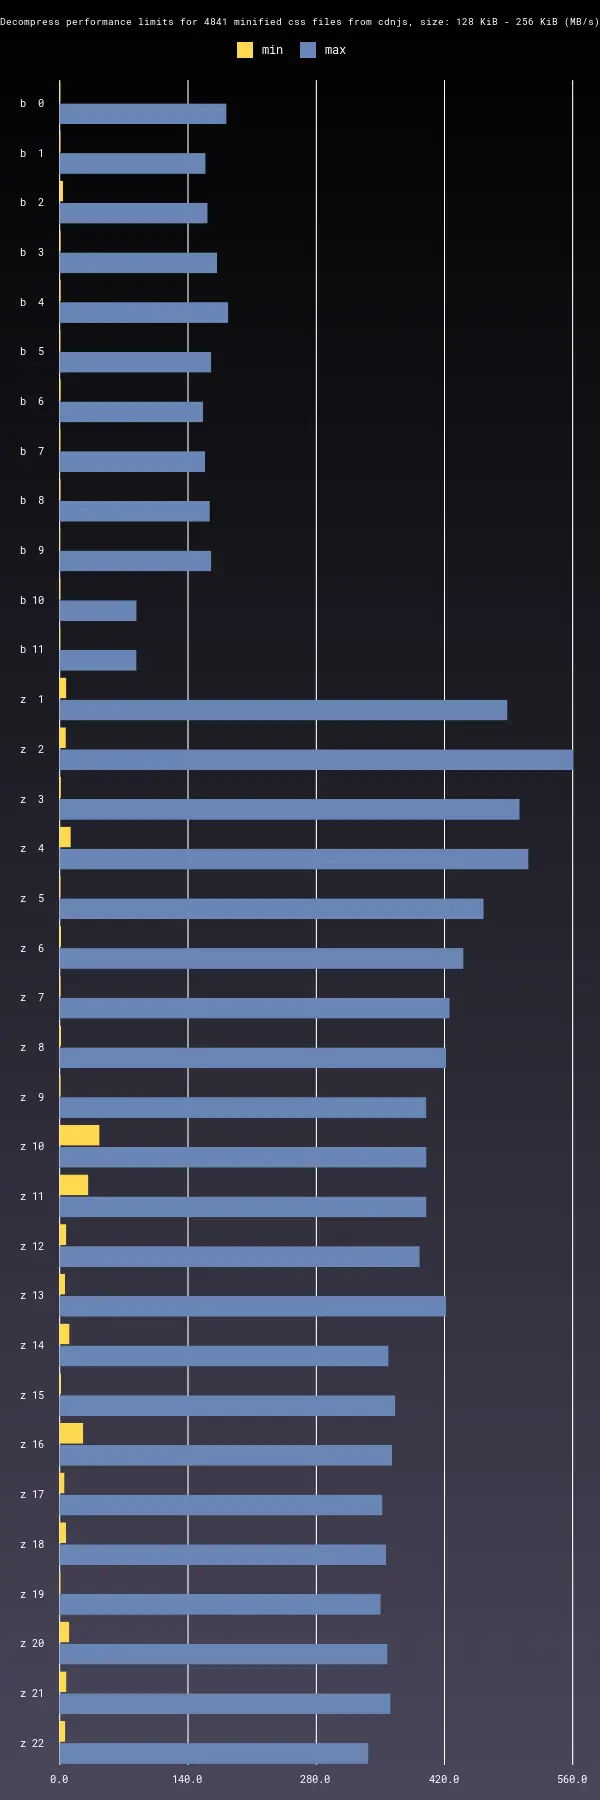 Decompress performance limits for 4841 minified css files from cdnjs, size: 128 KiB - 256 KiB (MB/s)
min max
b 0
b 1
b 2
b 3
b 4
b 5
b 6
b 7
b 8
b 9
b 10
b 11
z 1
z 2
z 3
z 4
z 5
z 6
z 7
z 8
z 9
z 10
z 11
z 12
z 13
z 14
z 15
z 16
z 17
z 18
z 19
z 20
z 21
z 22
0.0 140.0 280.0 420.0 560.0